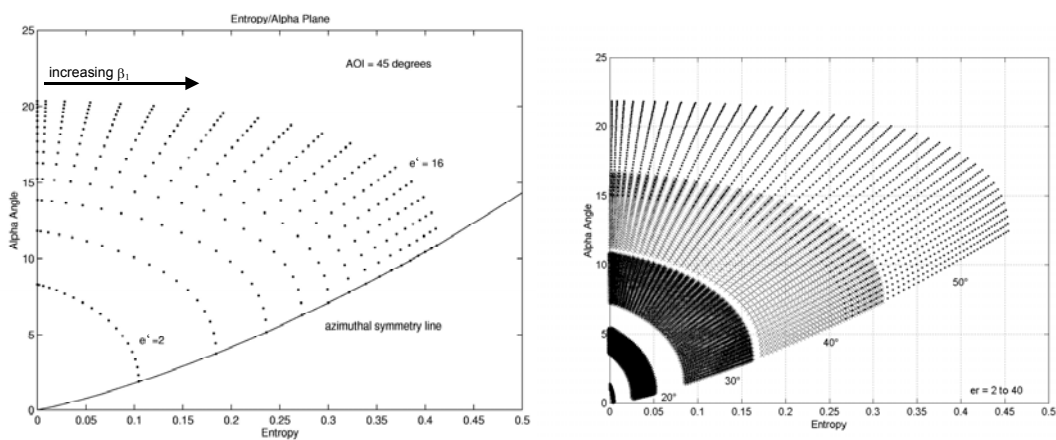 Entropy/Alpha Plane
25
20
15
10
5
0
Alpha Angle
increasing β₁
AOI = 45 degrees
e' = 16
e' =2
azimuthal symmetry line
0 0.05 0.1 0.15 0.2 0.25 0.3 0.35 0.4 0.45 0.5
Entropy
25
20
15
10
5
0
Alpha Angle
50°
40°
30°
20°
er = 2 to 40
0 0.05 0.1 0.15 0.2 0.25 0.3 0.35 0.4 0.45 0.5
Entropy